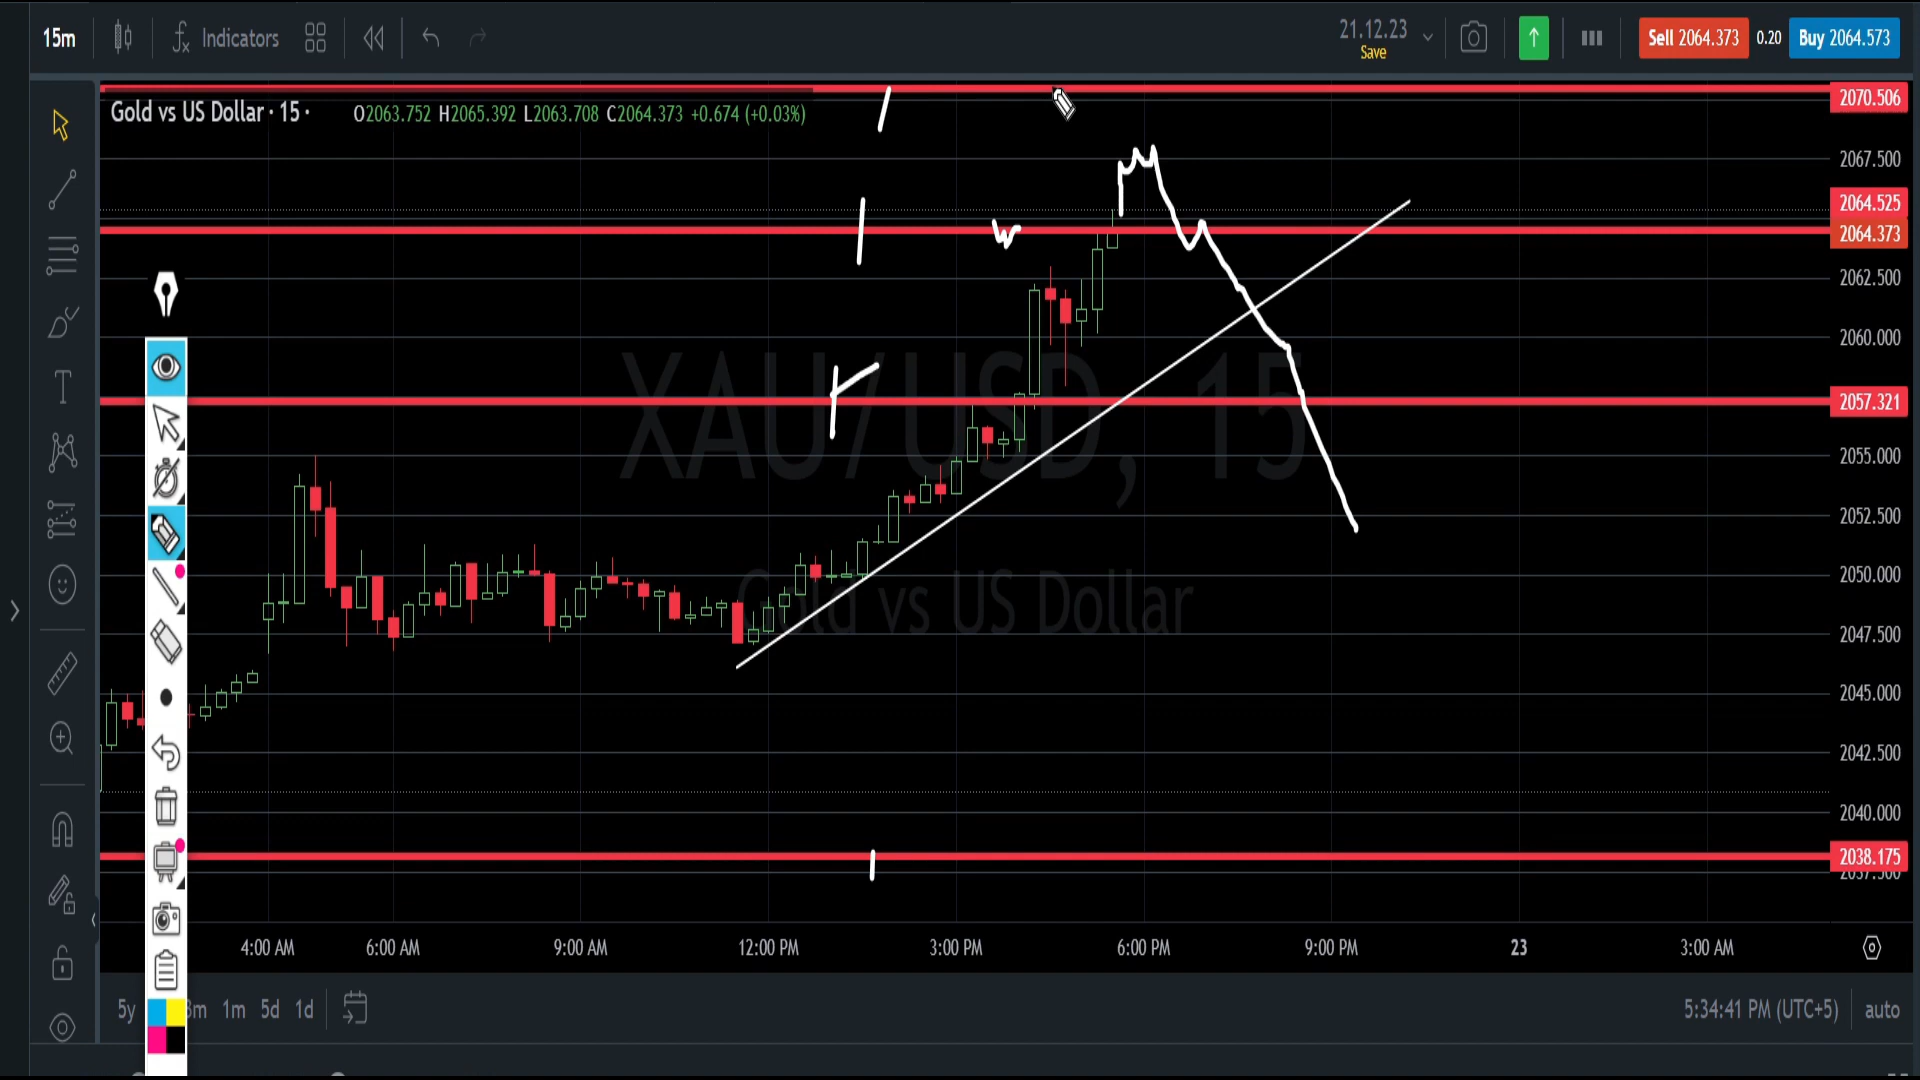 15m
Indicators
21.12.23
Save
Sell 2064.373
0.20
Buy 2064.573
Gold vs US Dollar · 15 ·
O2063.752 H2065.392 L2063.708 C2064.373 +0.674 (+0.03%)
2070.506
2067.500
2064.525
2064.373
2062.500
2060.000
XAU/USD, 15
2057.321
2055.000
2052.500
2050.000
Gold vs US Dollar
2047.500
2045.000
2042.500
2040.000
2038.175
2037.500
4:00 AM
6:00 AM
9:00 AM
12:00 PM
3:00 PM
6:00 PM
9:00 PM
23
3:00 AM
5y
1m
5d
1d
5:34:41 PM (UTC+5)
auto